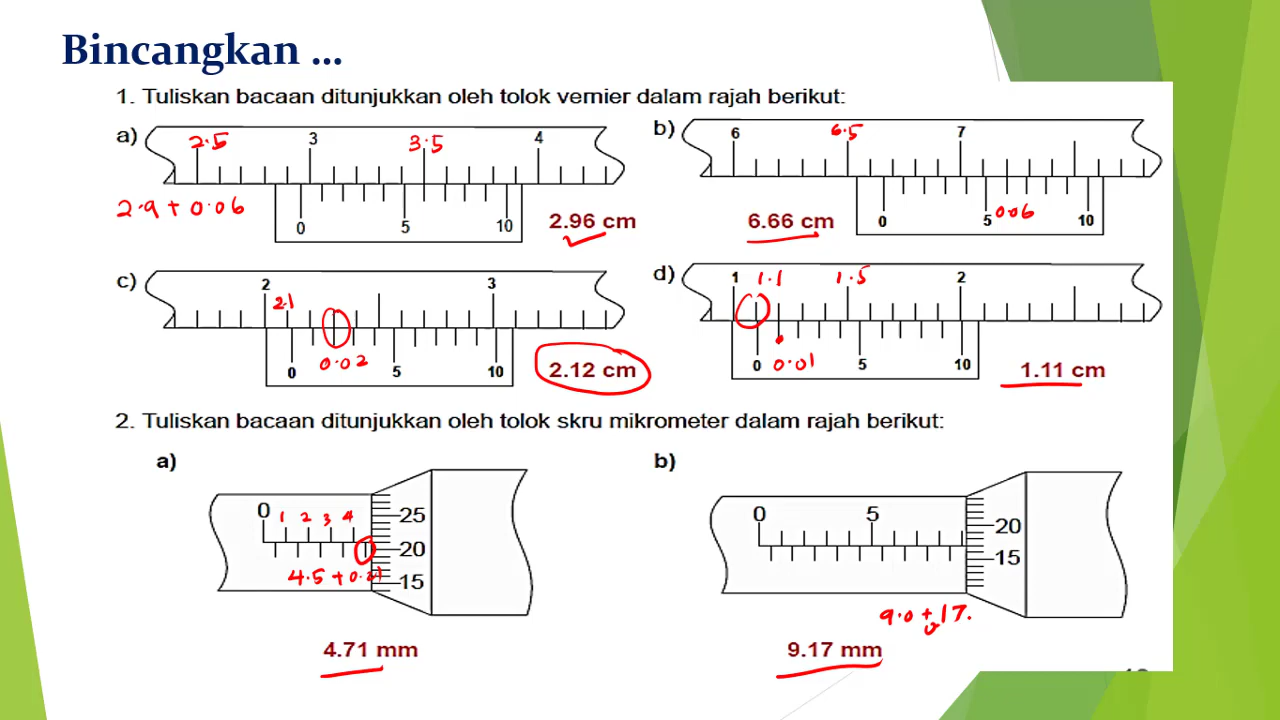 Bincangkan ...
1. Tuliskan bacaan ditunjukkan oleh tolok vernier dalam rajah berikut:
a)
2.5 3 3.5 4
2.9 + 0.06
0 5 10
2.96 cm
b)
6 6.5 7
0 5 0.06 10
6.66 cm
c)
2 2.1 3
0.02
0 5 10
2.12 cm
d)
1 1.1 1.5 2
0 0.01 5 10
1.11 cm
2. Tuliskan bacaan ditunjukkan oleh tolok skru mikrometer dalam rajah berikut:
a)
0 1 2 3 4
25
20
15
4.5 + 0.21
4.71 mm
b)
0 5
20
15
9.0 + 17.
9.17 mm